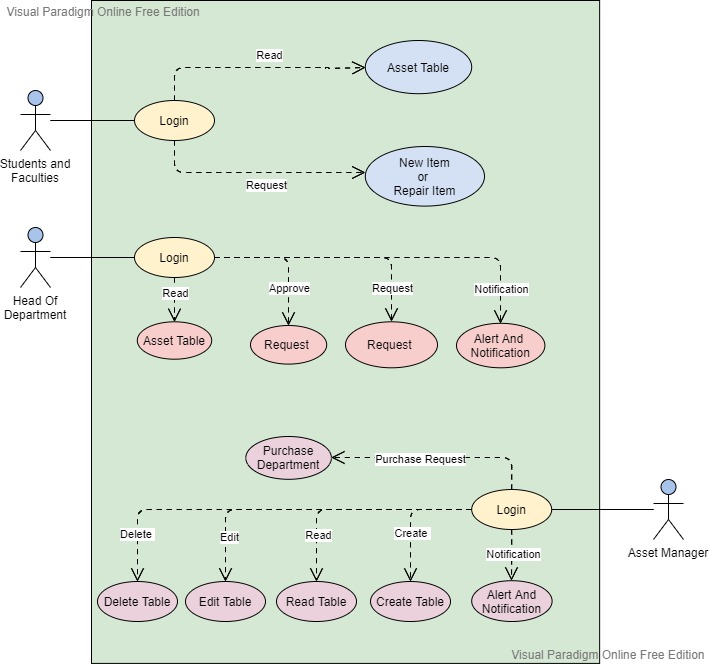 Visual Paradigm Online Free Edition
Read
Asset Table
Login
Students and
Faculties
New Item
or
Repair Item
Request
Login
Head Of
Department
Read
Approve
Request
Notification
Asset Table
Request
Request
Alert And
Notification
Purchase
Department
Purchase Request
Login
Asset Manager
Delete
Edit
Read
Create
Notification
Delete Table
Edit Table
Read Table
Create Table
Alert And
Notification
Visual Paradigm Online Free Edition